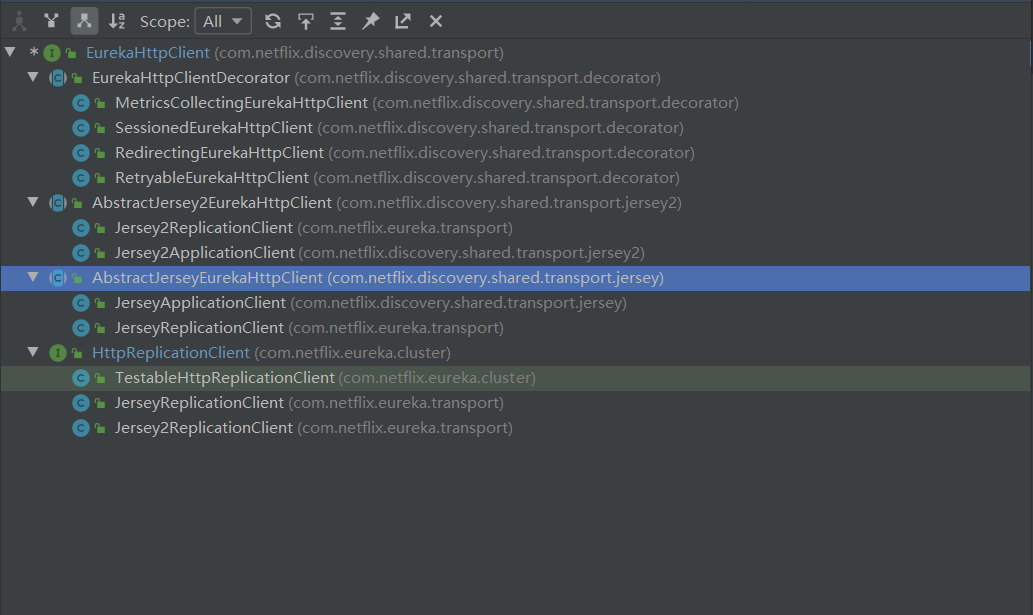 Scope: All
* EurekaHttpClient (com.netflix.discovery.shared.transport)
EurekaHttpClientDecorator (com.netflix.discovery.shared.transport.decorator)
MetricsCollectingEurekaHttpClient (com.netflix.discovery.shared.transport.decorator)
SessionedEurekaHttpClient (com.netflix.discovery.shared.transport.decorator)
RedirectingEurekaHttpClient (com.netflix.discovery.shared.transport.decorator)
RetryableEurekaHttpClient (com.netflix.discovery.shared.transport.decorator)
AbstractJersey2EurekaHttpClient (com.netflix.discovery.shared.transport.jersey2)
Jersey2ReplicationClient (com.netflix.eureka.transport)
Jersey2ApplicationClient (com.netflix.discovery.shared.transport.jersey2)
AbstractJerseyEurekaHttpClient (com.netflix.discovery.shared.transport.jersey)
JerseyApplicationClient (com.netflix.discovery.shared.transport.jersey)
JerseyReplicationClient (com.netflix.eureka.transport)
HttpReplicationClient (com.netflix.eureka.cluster)
TestableHttpReplicationClient (com.netflix.eureka.cluster)
JerseyReplicationClient (com.netflix.eureka.transport)
Jersey2ReplicationClient (com.netflix.eureka.transport)